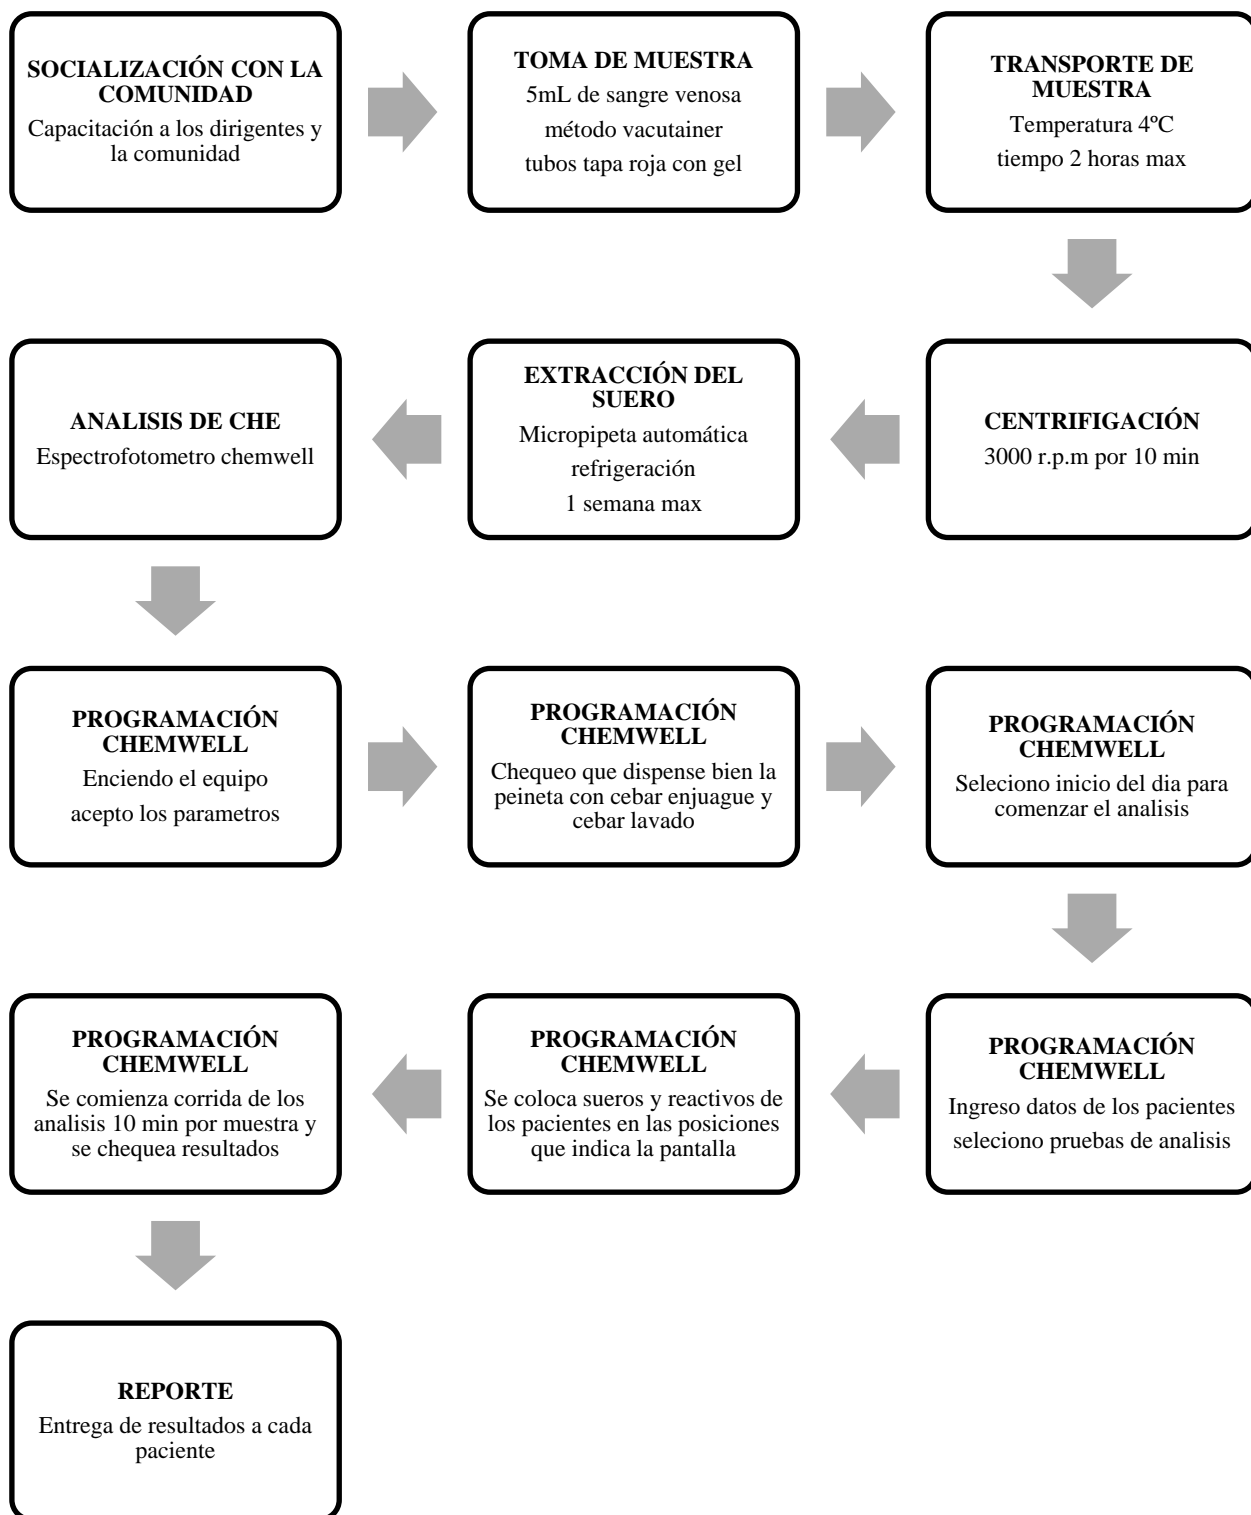 SOCIALIZACIÓN CON LA
COMUNIDAD
Capacitación a los dirigentes y
la comunidad
TOMA DE MUESTRA
5mL de sangre venosa
método vacutainer
tubos tapa roja con gel
TRANSPORTE DE
MUESTRA
Temperatura 4ºC
tiempo 2 horas max
CENTRIFIGACIÓN
3000 r.p.m por 10 min
EXTRACCIÓN DEL
SUERO
Micropipeta automática
refrigeración
1 semana max
ANALISIS DE CHE
Espectrofotometro chemwell
PROGRAMACIÓN
CHEMWELL
Enciendo el equipo
acepto los parametros
PROGRAMACIÓN
CHEMWELL
Chequeo que dispense bien la
peineta con cebar enjuague y
cebar lavado
PROGRAMACIÓN
CHEMWELL
Selecciono inicio del dia para
comenzar el analisis
PROGRAMACIÓN
CHEMWELL
Ingreso datos de los pacientes
seleciono pruebas de analisis
PROGRAMACIÓN
CHEMWELL
Se coloca sueros y reactivos de
los pacientes en las posiciones
que indica la pantalla
PROGRAMACIÓN
CHEMWELL
Se comienza corrida de los
analisis 10 min por muestra y
se chequea resultados
REPORTE
Entrega de resultados a cada
paciente